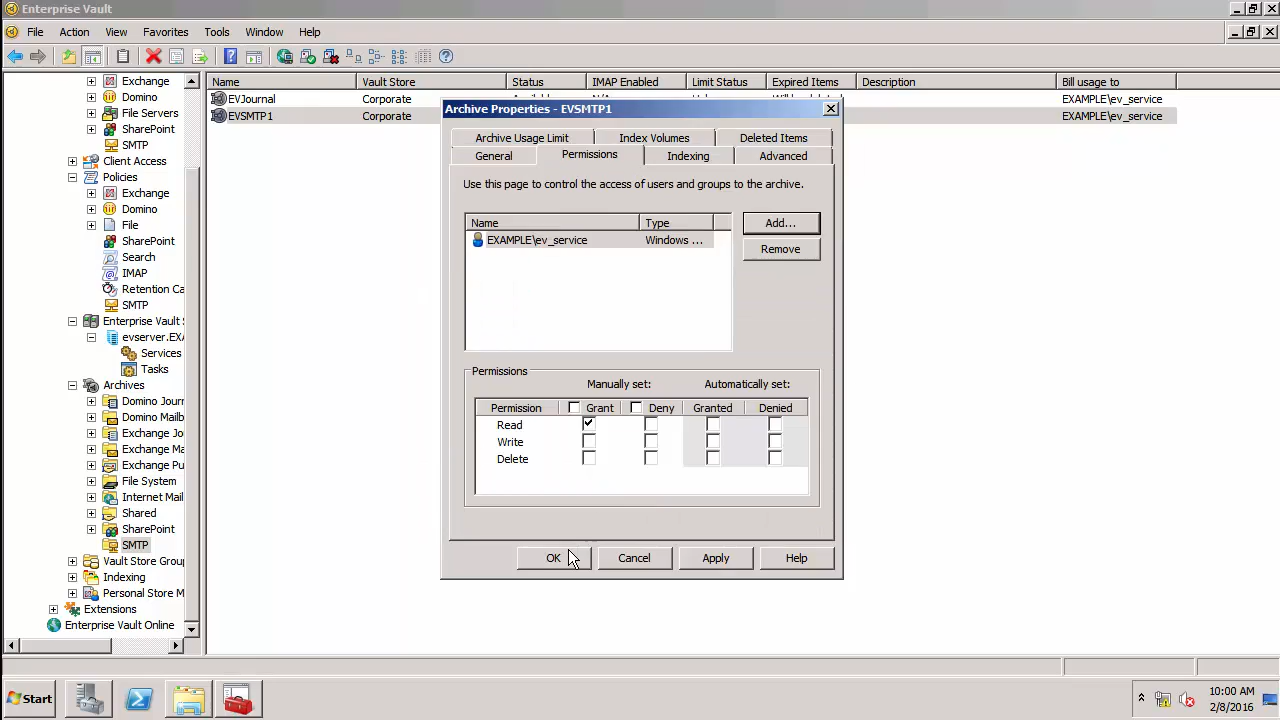 Enterprise Vault
File Action View Favorites Tools Window Help
Exchange
Domino
File Servers
SharePoint
SMTP
Client Access
Policies
Exchange
Domino
File
SharePoint
Search
IMAP
Retention Ca
SMTP
Enterprise Vault S
evserver.EX
Services
Tasks
Archives
Domino Journ
Domino Mailb
Exchange Jo
Exchange Ma
Exchange Pu
File System
Internet Mail
Shared
SharePoint
SMTP
Vault Store Group
Indexing
Personal Store M
Extensions
Enterprise Vault Online
Name Vault Store Status IMAP Enabled Limit Status Expired Items Description Bill usage to
EVJournal Corporate EXAMPLE\ev_service
EVSMTP1 Corporate EXAMPLE\ev_service
Archive Properties - EVSMTP1
Archive Usage Limit Index Volumes Deleted Items
General Permissions Indexing Advanced
Use this page to control the access of users and groups to the archive.
Name Type
EXAMPLE\ev_service Windows ...
Add...
Remove
Permissions
Manually set: Automatically set:
Permission Grant Deny Granted Denied
Read
Write
Delete
OK Cancel Apply Help
Start
10:00 AM
2/8/2016